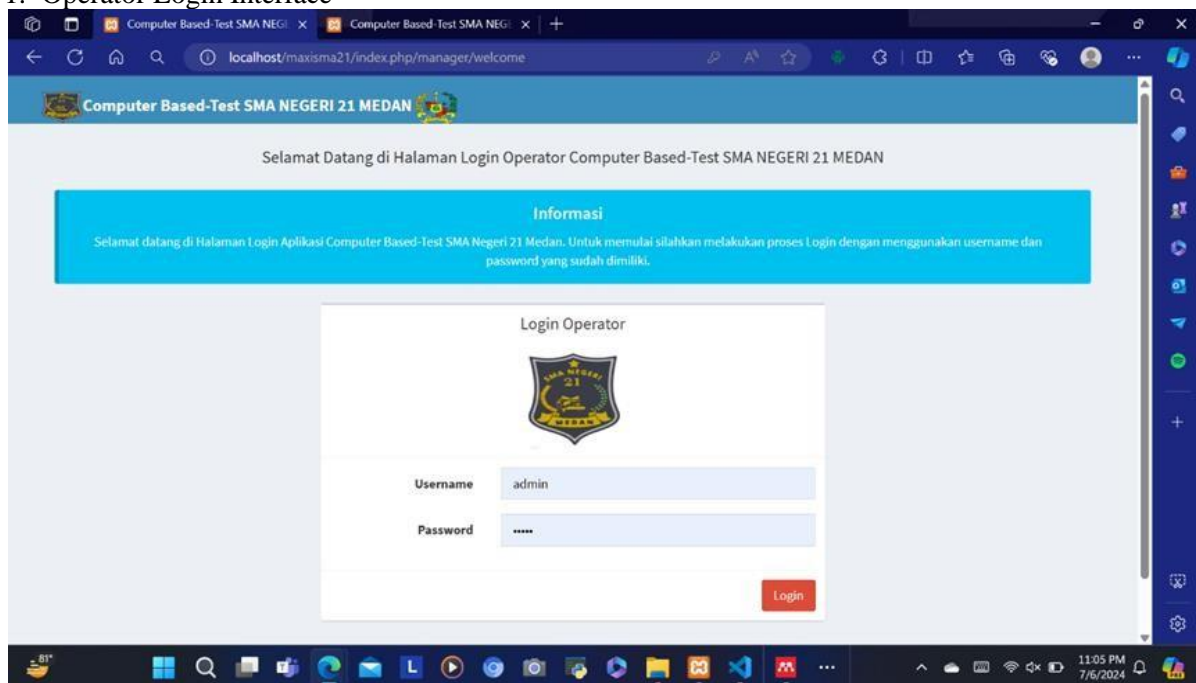 1. Operator Login Interface
Computer Based-Test SMA NEGE
Computer Based-Test SMA NEGE
localhost/maxisma21/index.php/manager/welcome
Computer Based-Test SMA NEGERI 21 MEDAN
Selamat Datang di Halaman Login Operator Computer Based-Test SMA NEGERI 21 MEDAN
Informasi
Selamat datang di Halaman Login Aplikasi Computer Based-Test SMA Negeri 21 Medan. Untuk memulai silahkan melakukan proses Login dengan menggunakan username dan
password yang sudah dimiliki.
Login Operator
SMA NEGERI
21
MEDAN
Username
admin
Password
•••••
Login
81°
11:05 PM
7/6/2024